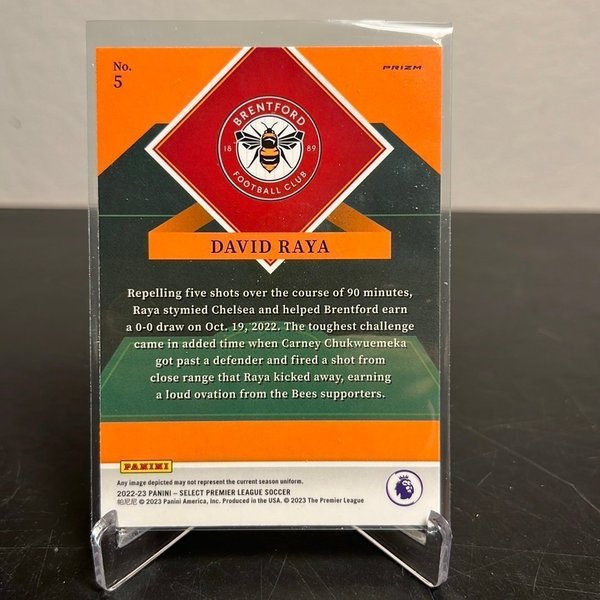 No.
5
PRIZM
BRENTFORD
18 89
FOOTBALL CLUB
DAVID RAYA
Repelling five shots over the course of 90 minutes,
Raya stymied Chelsea and helped Brentford earn
a 0-0 draw on Oct. 19, 2022. The toughest challenge
came in added time when Carney Chukwuemeka
got past a defender and fired a shot from
close range that Raya kicked away, earning
a loud ovation from the Bees supporters.
PANINI
Any image depicted may not represent the current season uniform.
2022-23 PANINI – SELECT PREMIER LEAGUE SOCCER
帕尼尼 © 2023 Panini America, Inc. Produced in the USA. © 2023 The Premier League